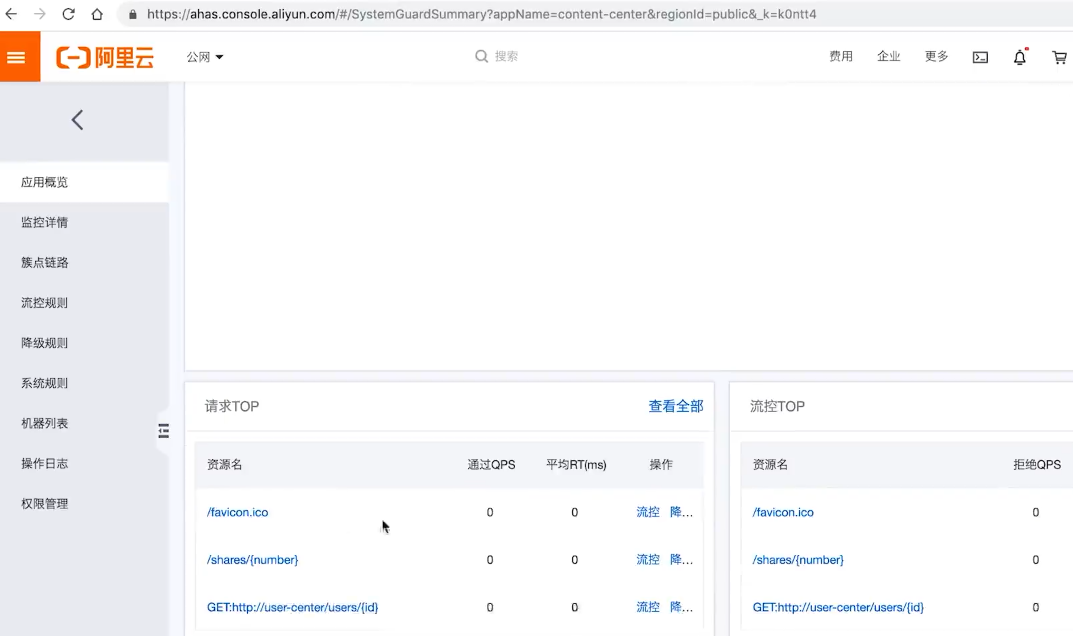 https://ahas.console.aliyun.com/#/SystemGuardSummary?appName=content-center&regionId=public&_k=k0ntt4
阿里云 公网 搜索 费用 企业 更多
应用概览
监控详情
簇点链路
流控规则
降级规则
系统规则
机器列表
操作日志
权限管理
请求TOP 查看全部
资源名 通过QPS 平均RT(ms) 操作
/favicon.ico 0 0 流控 降...
/shares/{number} 0 0 流控 降...
GET:http://user-center/users/{id} 0 0 流控 降...
流控TOP
资源名 拒绝QPS
/favicon.ico 0
/shares/{number} 0
GET:http://user-center/users/{id} 0